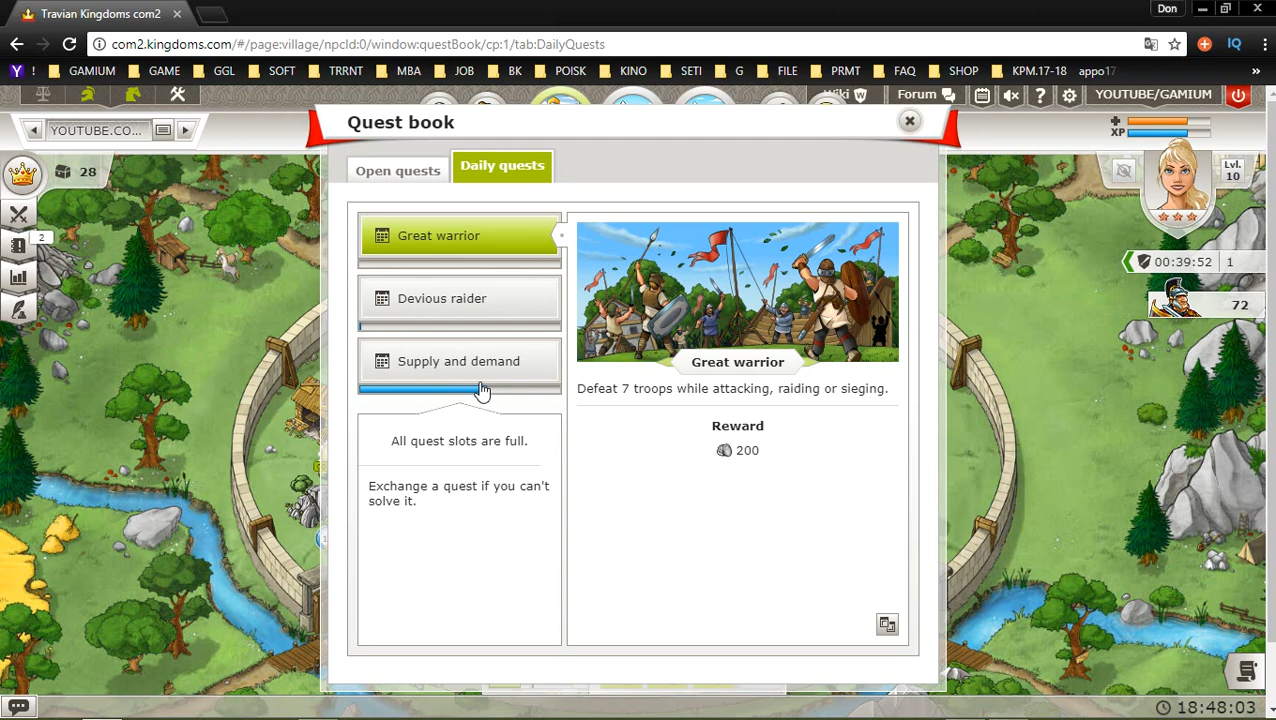 Travian Kingdoms com2
Don
com2.kingdoms.com/#/page:village/npcId:0/window:questBook/cp:1/tab:DailyQuests
IQ
Y ! GAMIUM GAME GGL SOFT TRRNT MBA JOB BK POISK KINO SETI G FILE PRMT FAQ SHOP KPM.17-18 appo17 »
Wiki Forum YOUTUBE/GAMIUM
YOUTUBE.CO...
XP
28
Lvl.
10
2
00:39:52 1
72
Quest book
Open quests
Daily quests
Great warrior
Devious raider
Supply and demand
All quest slots are full.
Exchange a quest if you can't
solve it.
Great warrior
Defeat 7 troops while attacking, raiding or sieging.
Reward
200
18:48:03